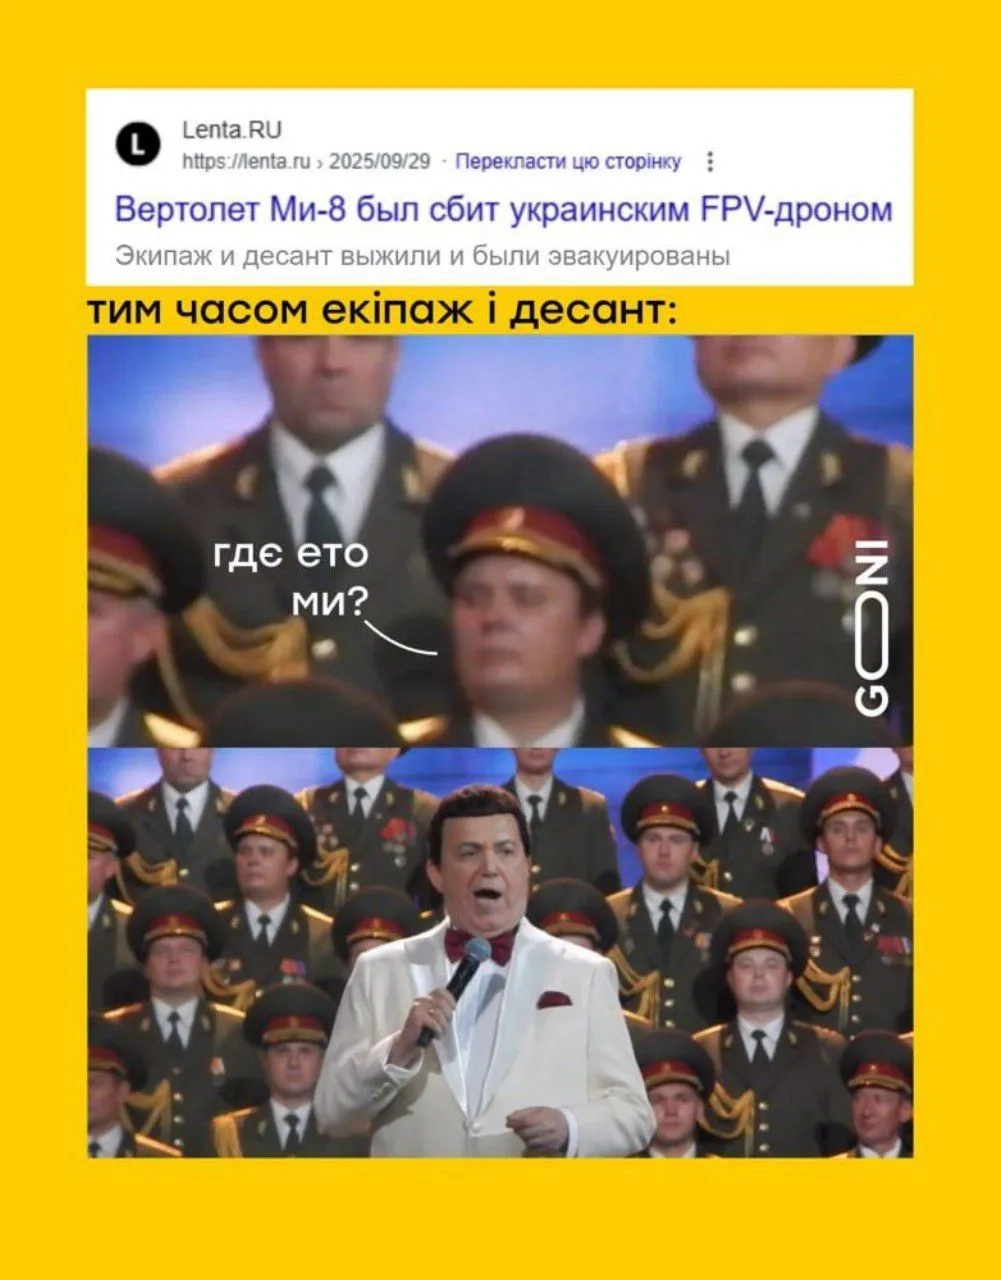 L
Lenta.RU
https://lenta.ru › 2025/09/29 · Перекласти цю сторінку
Вертолет Ми-8 был сбит украинским FPV-дроном
Экипаж и десант выжили и были эвакуированы
тим часом екіпаж і десант:
гдє ето
ми?
GONI